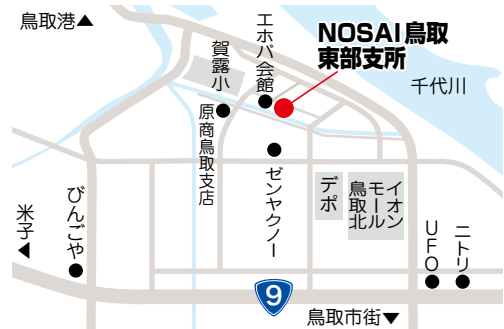 鳥取港▲
賀露小
エホバ会館
NOSAI鳥取
東部支所
千代川
原商鳥取支店
ゼンヤクノー
デポ
イオン
モール
鳥取北
びんごや
米子▼
UFO
ニトリ
9
鳥取市街▼